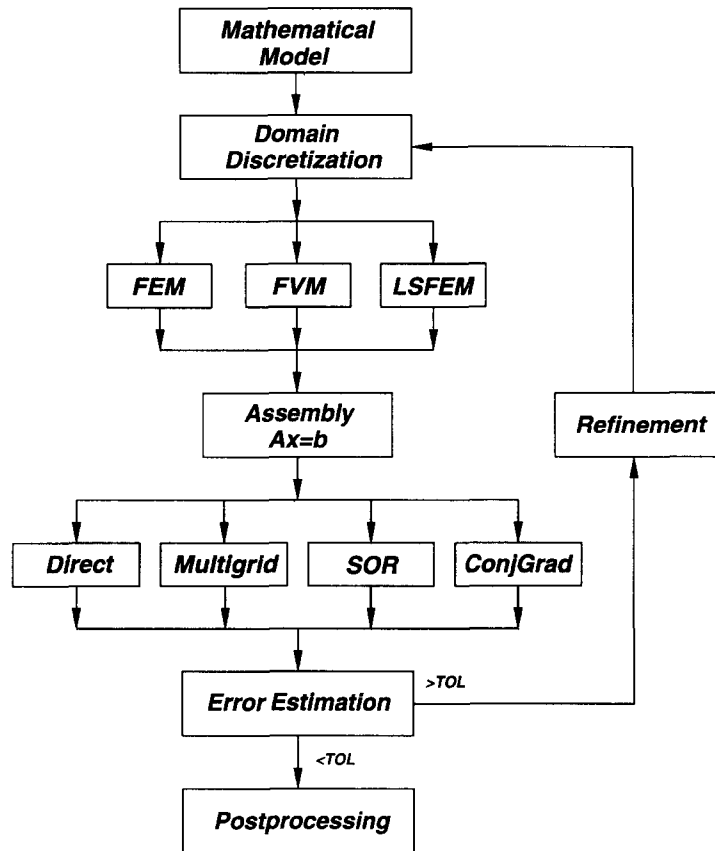 Mathematical
Model
Domain
Discretization
FEM
FVM
LSFEM
Assembly
Ax=b
Refinement
Direct
Multigrid
SOR
ConjGrad
Error Estimation
>TOL
<TOL
Postprocessing